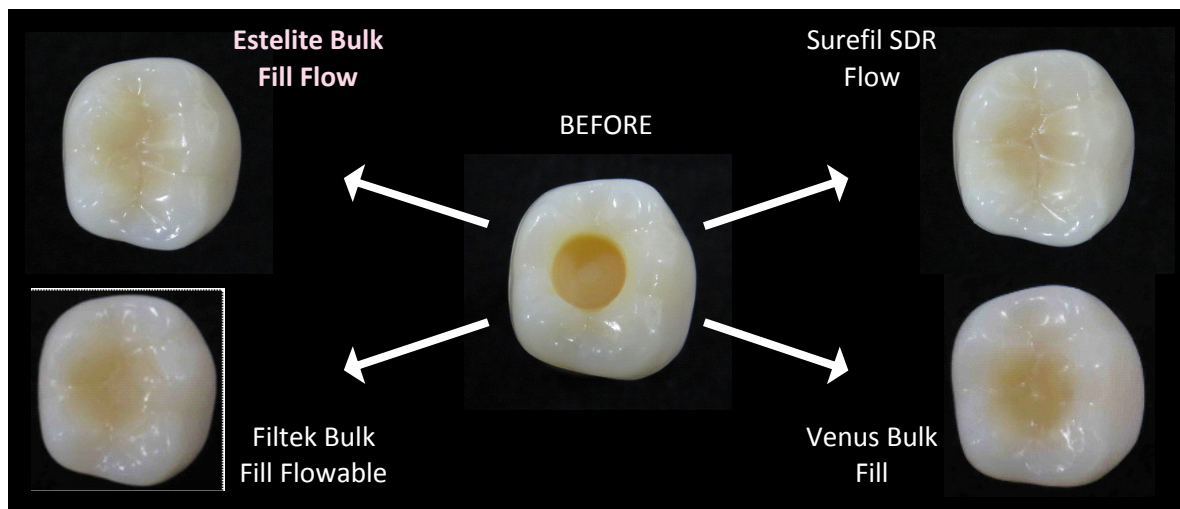 Estelite Bulk
Fill Flow
Surefil SDR
Flow
BEFORE
Filtek Bulk
Fill Flowable
Venus Bulk
Fill